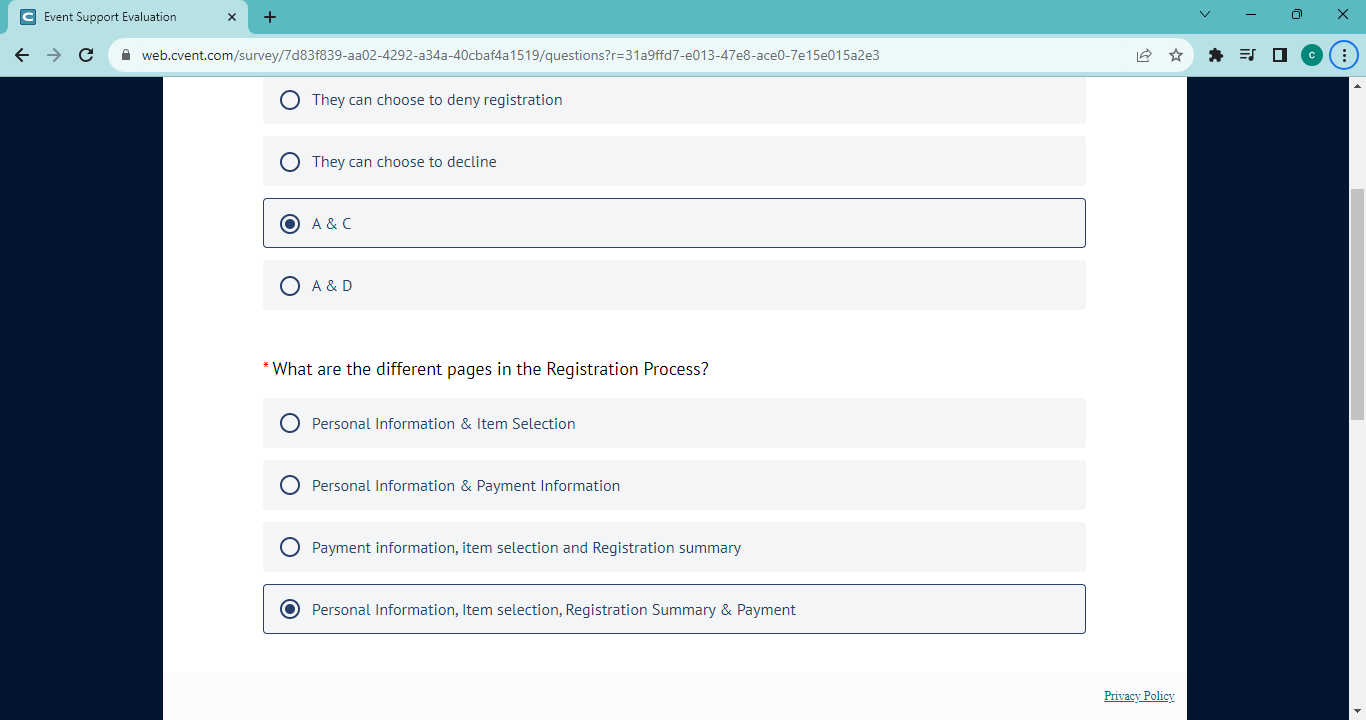 Event Support Evaluation
web.cvent.com/survey/7d83f839-aa02-4292-a34a-40cbaf4a1519/questions?r=31a9ffd7-e013-47e8-ace0-7e15e015a2e3
C
They can choose to deny registration
They can choose to decline
A & C
A & D
* What are the different pages in the Registration Process?
Personal Information & Item Selection
Personal Information & Payment Information
Payment information, item selection and Registration summary
Personal Information, Item selection, Registration Summary & Payment
Privacy Policy